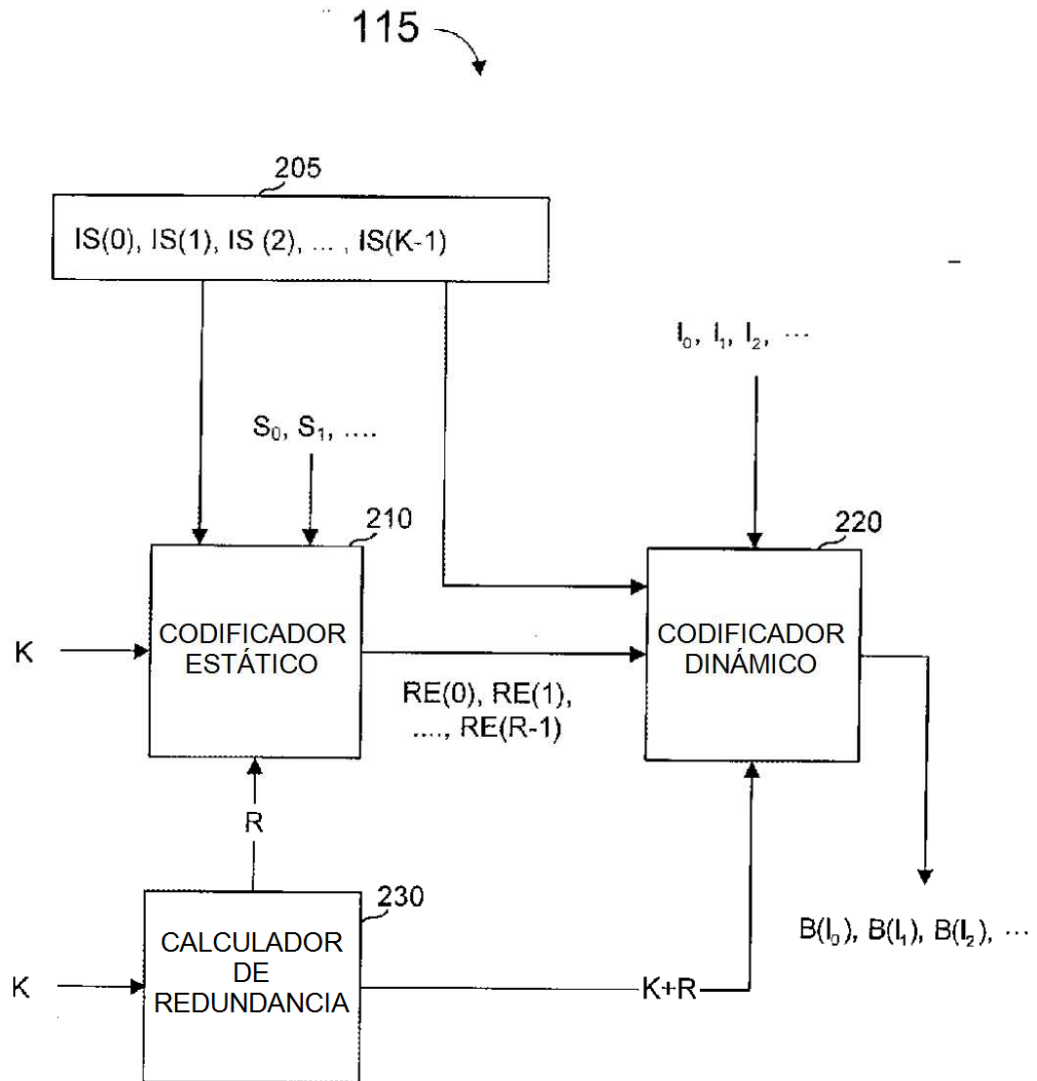 115
205
IS(0), IS(1), IS (2), ... , IS(K-1)
I₀, I₁, I₂, ...
S₀, S₁, ....
210
220
CODIFICADOR
ESTÁTICO
CODIFICADOR
DINÁMICO
K
RE(0), RE(1),
...., RE(R-1)
R
230
CALCULADOR
DE
REDUNDANCIA
B(I₀), B(I₁), B(I₂), ...
K
K+R